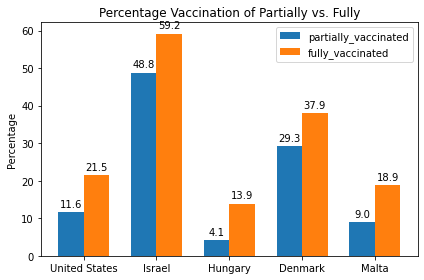 Percentage Vaccination of Partially vs. Fully
partially_vaccinated
fully_vaccinated
Percentage
60
50
40
30
20
10
0
11.6
21.5
48.8
59.2
4.1
13.9
29.3
37.9
9.0
18.9
United States
Israel
Hungary
Denmark
Malta